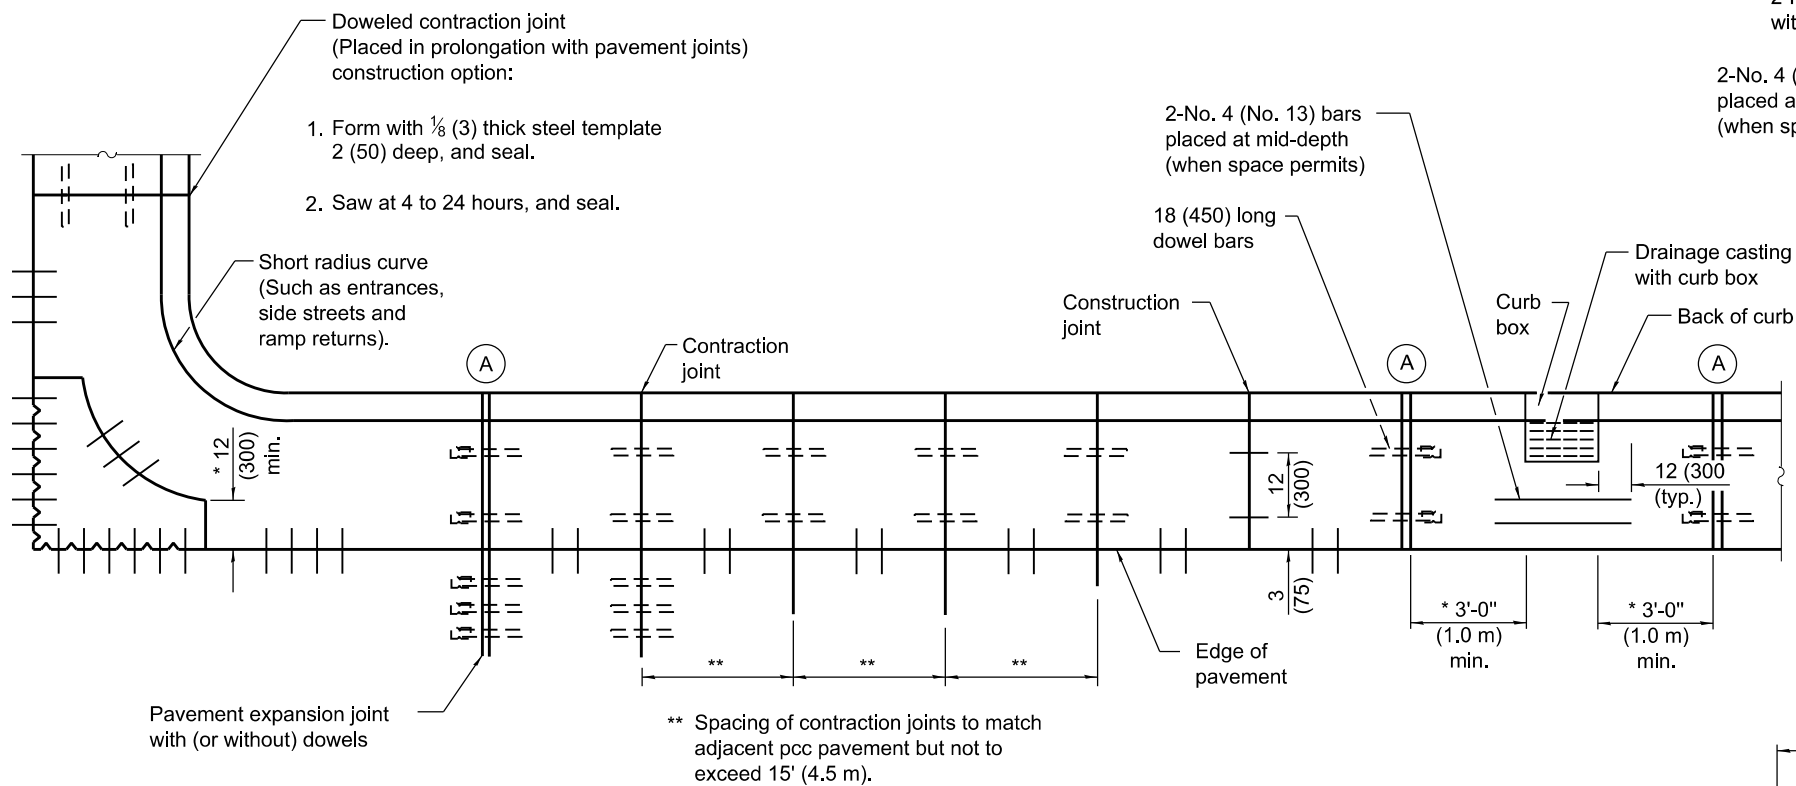 Doweled contraction joint
(Placed in prolongation with pavement joints)
construction option:
1. Form with ⅛ (3) thick steel template
2 (50) deep, and seal.
2. Saw at 4 to 24 hours, and seal.
Short radius curve
(Such as entrances,
side streets and
ramp returns).
* 12
(300)
min.
A
Contraction
joint
Construction
joint
2-No. 4 (No. 13) bars
placed at mid-depth
(when space permits)
18 (450) long
dowel bars
2-No. 4 (
placed a
(when sp
Drainage casting
with curb box
Curb
box
Back of curb
A
A
12
(300)
12 (300
(typ.)
3
(75)
* 3'-0"
(1.0 m)
min.
* 3'-0"
(1.0 m)
min.
**
**
**
Edge of
pavement
Pavement expansion joint
with (or without) dowels
** Spacing of contraction joints to match
adjacent pcc pavement but not to
exceed 15' (4.5 m).